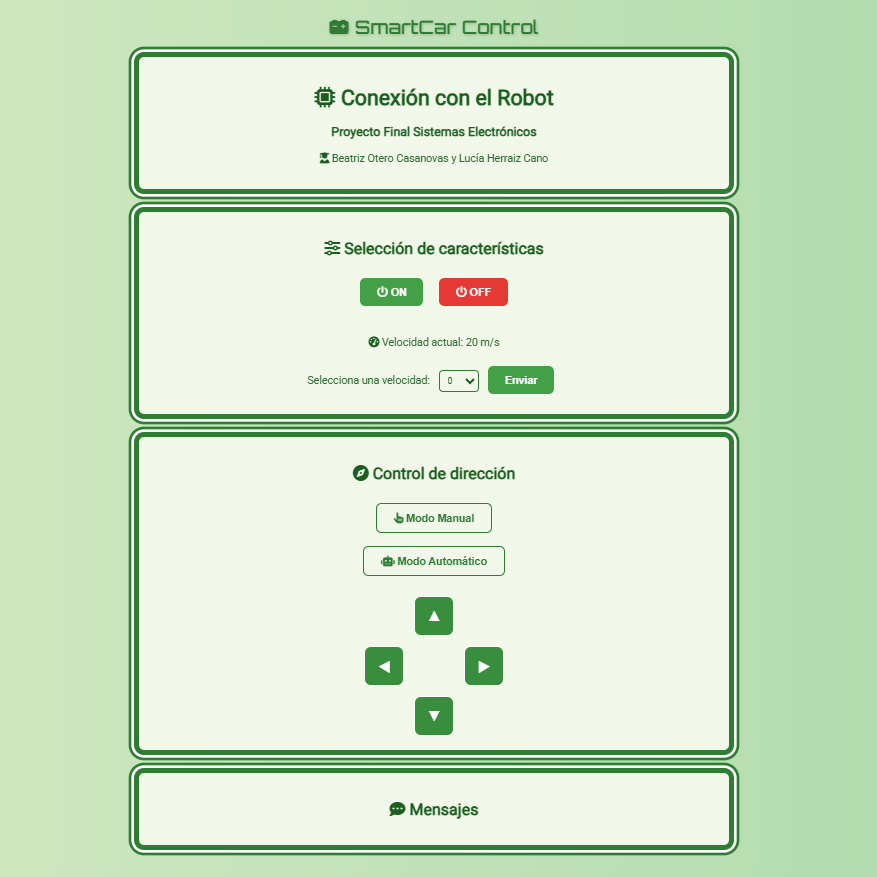 SmartCar Control
Conexión con el Robot
Proyecto Final Sistemas Electrónicos
Beatriz Otero Casanovas y Lucía Herraiz Cano
Selección de características
ON OFF
Velocidad actual: 20 m/s
Selecciona una velocidad: 0 Enviar
Control de dirección
Modo Manual
Modo Automático
Mensajes